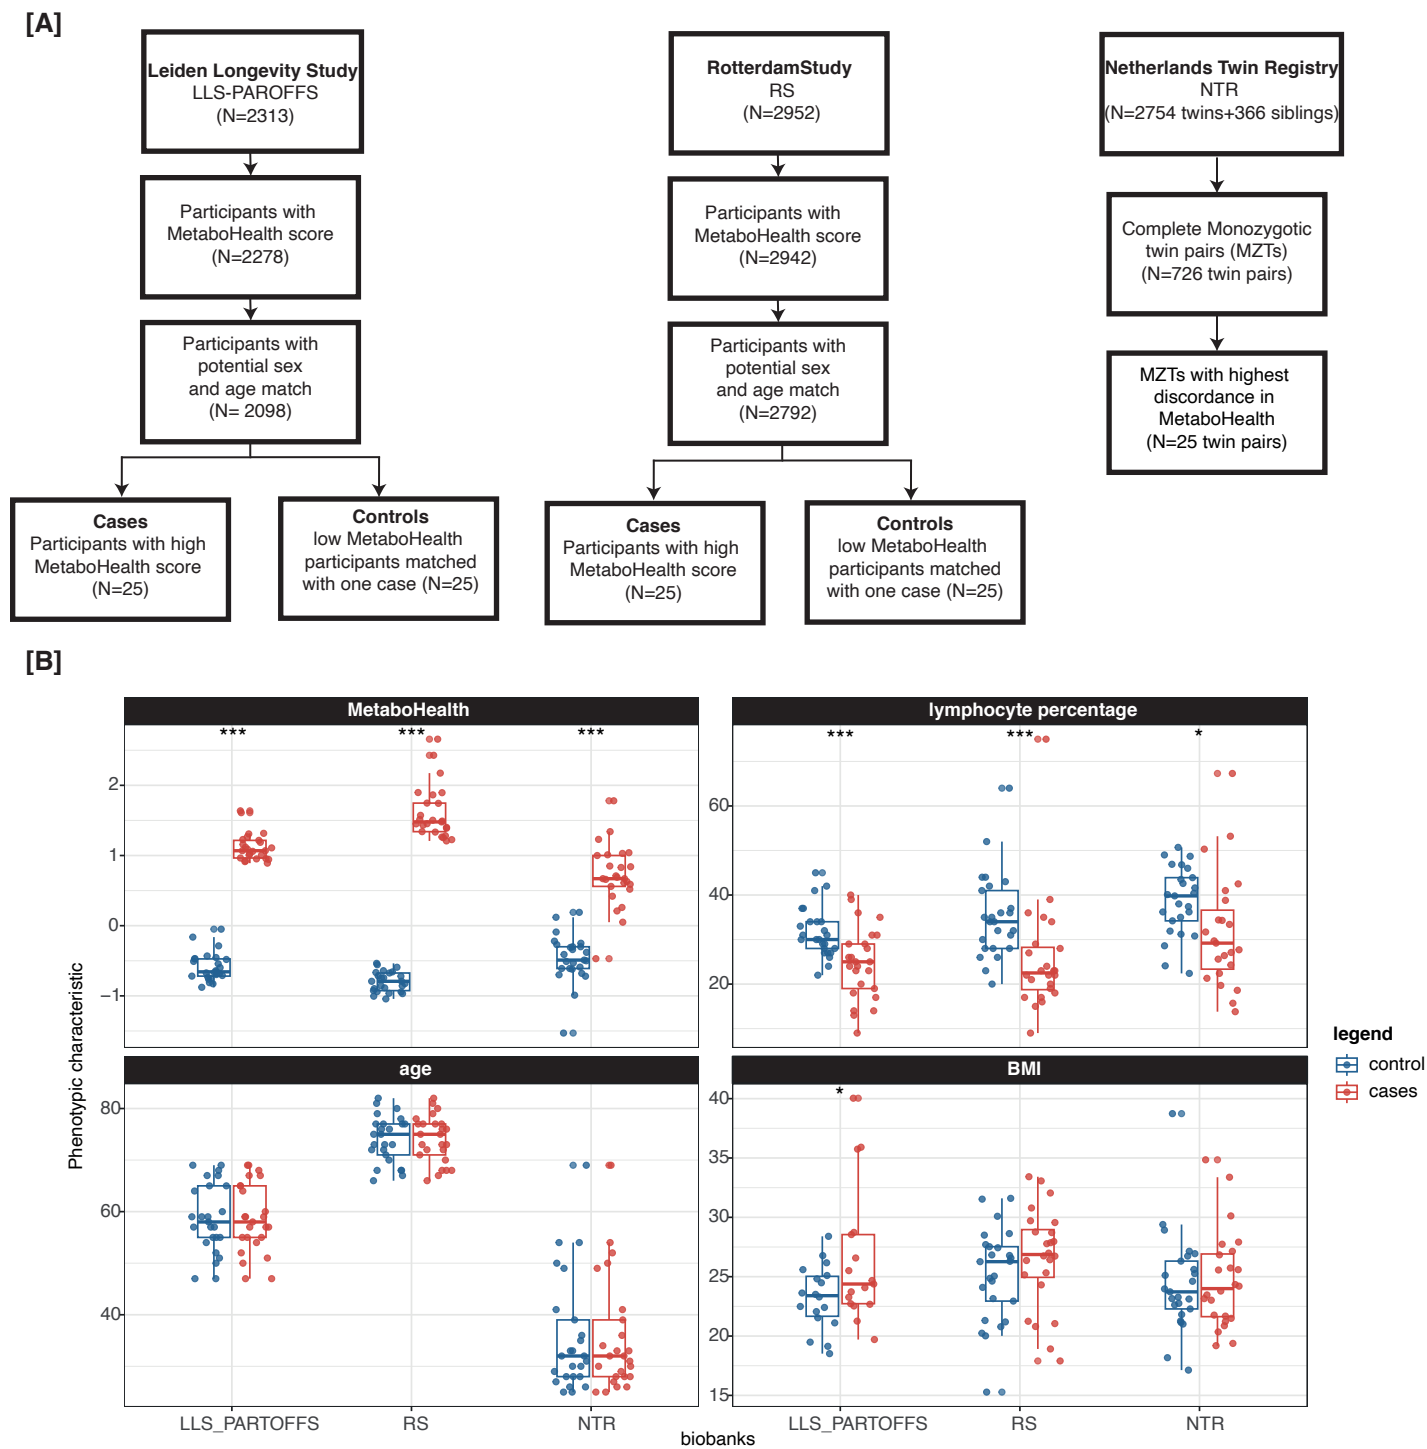 [A]
Leiden Longevity Study
LLS-PAROFFS
(N=2313)
Participants with
MetaboHealth score
(N=2278)
Participants with
potential sex
and age match
(N= 2098)
Cases
Participants with high
MetaboHealth score
(N=25)
Controls
low MetaboHealth
participants matched
with one case (N=25)
RotterdamStudy
RS
(N=2952)
Participants with
MetaboHealth score
(N=2942)
Participants with
potential sex
and age match
(N=2792)
Cases
Participants with high
MetaboHealth score
(N=25)
Controls
low MetaboHealth
participants matched
with one case (N=25)
Netherlands Twin Registry
NTR
(N=2754 twins+366 siblings)
Complete Monozygotic
twin pairs (MZTs)
(N=726 twin pairs)
MZTs with highest
discordance in
MetaboHealth
(N=25 twin pairs)
[B]
Phenotypic characteristic
MetaboHealth
*** *** ***
2
1
0
−1
lymphocyte percentage
*** *** *
60
40
20
age
80
60
40
LLS_PARTOFFS RS NTR
BMI
*
40
35
30
25
20
15
LLS_PARTOFFS RS NTR
biobanks
legend
control
cases